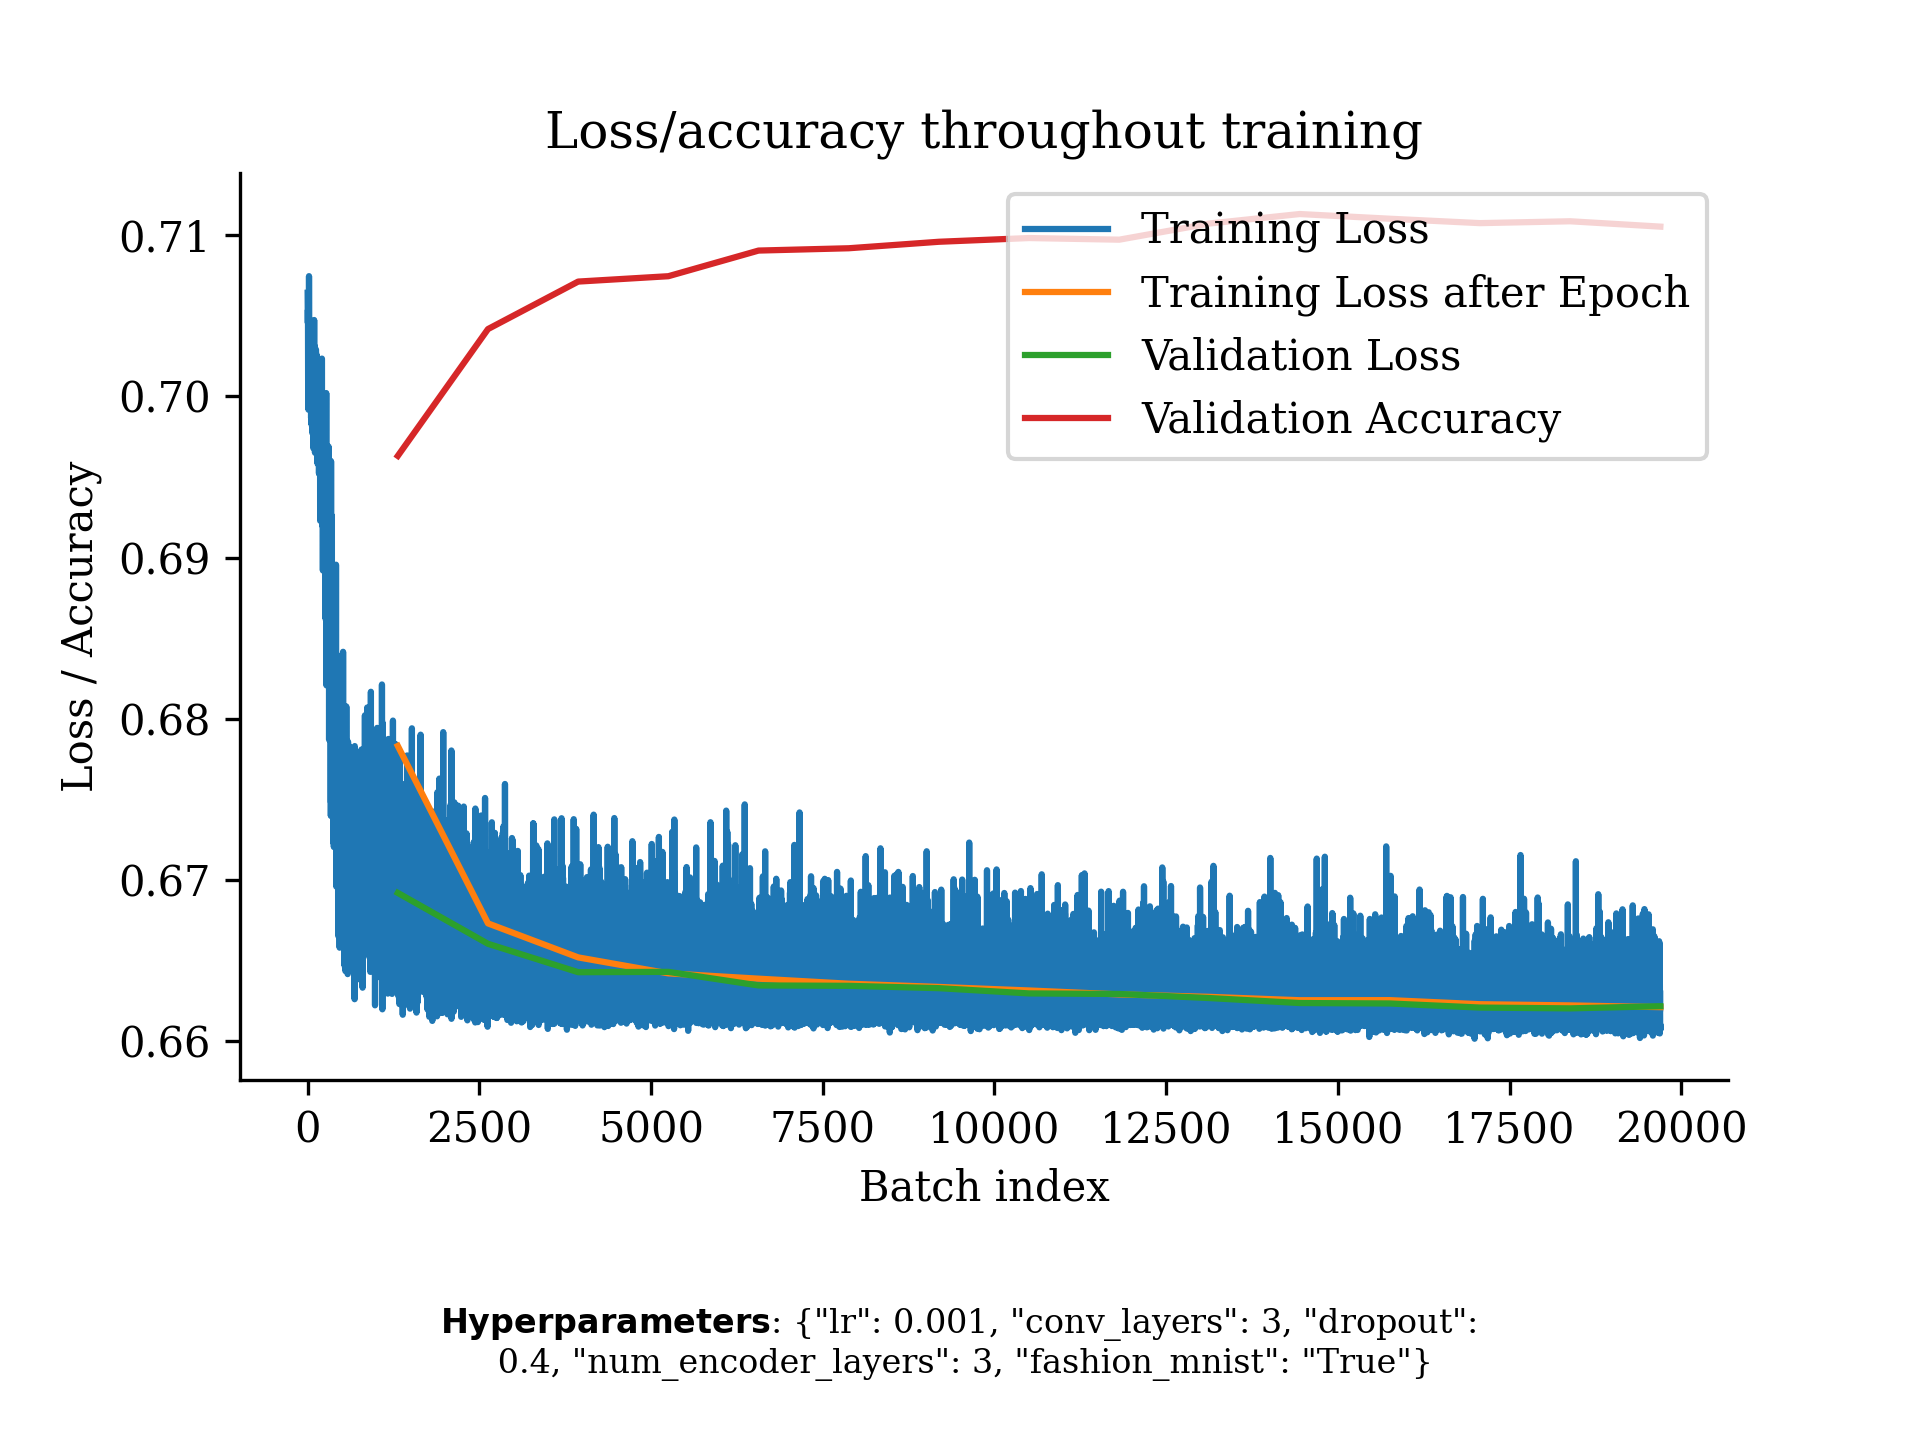 Loss/accuracy throughout training
0.71
0.70
0.69
0.68
0.67
0.66
Loss / Accuracy
Training Loss
Training Loss after Epoch
Validation Loss
Validation Accuracy
0 2500 5000 7500 10000 12500 15000 17500 20000
Batch index
Hyperparameters: {"lr": 0.001, "conv_layers": 3, "dropout":
0.4, "num_encoder_layers": 3, "fashion_mnist": "True"}